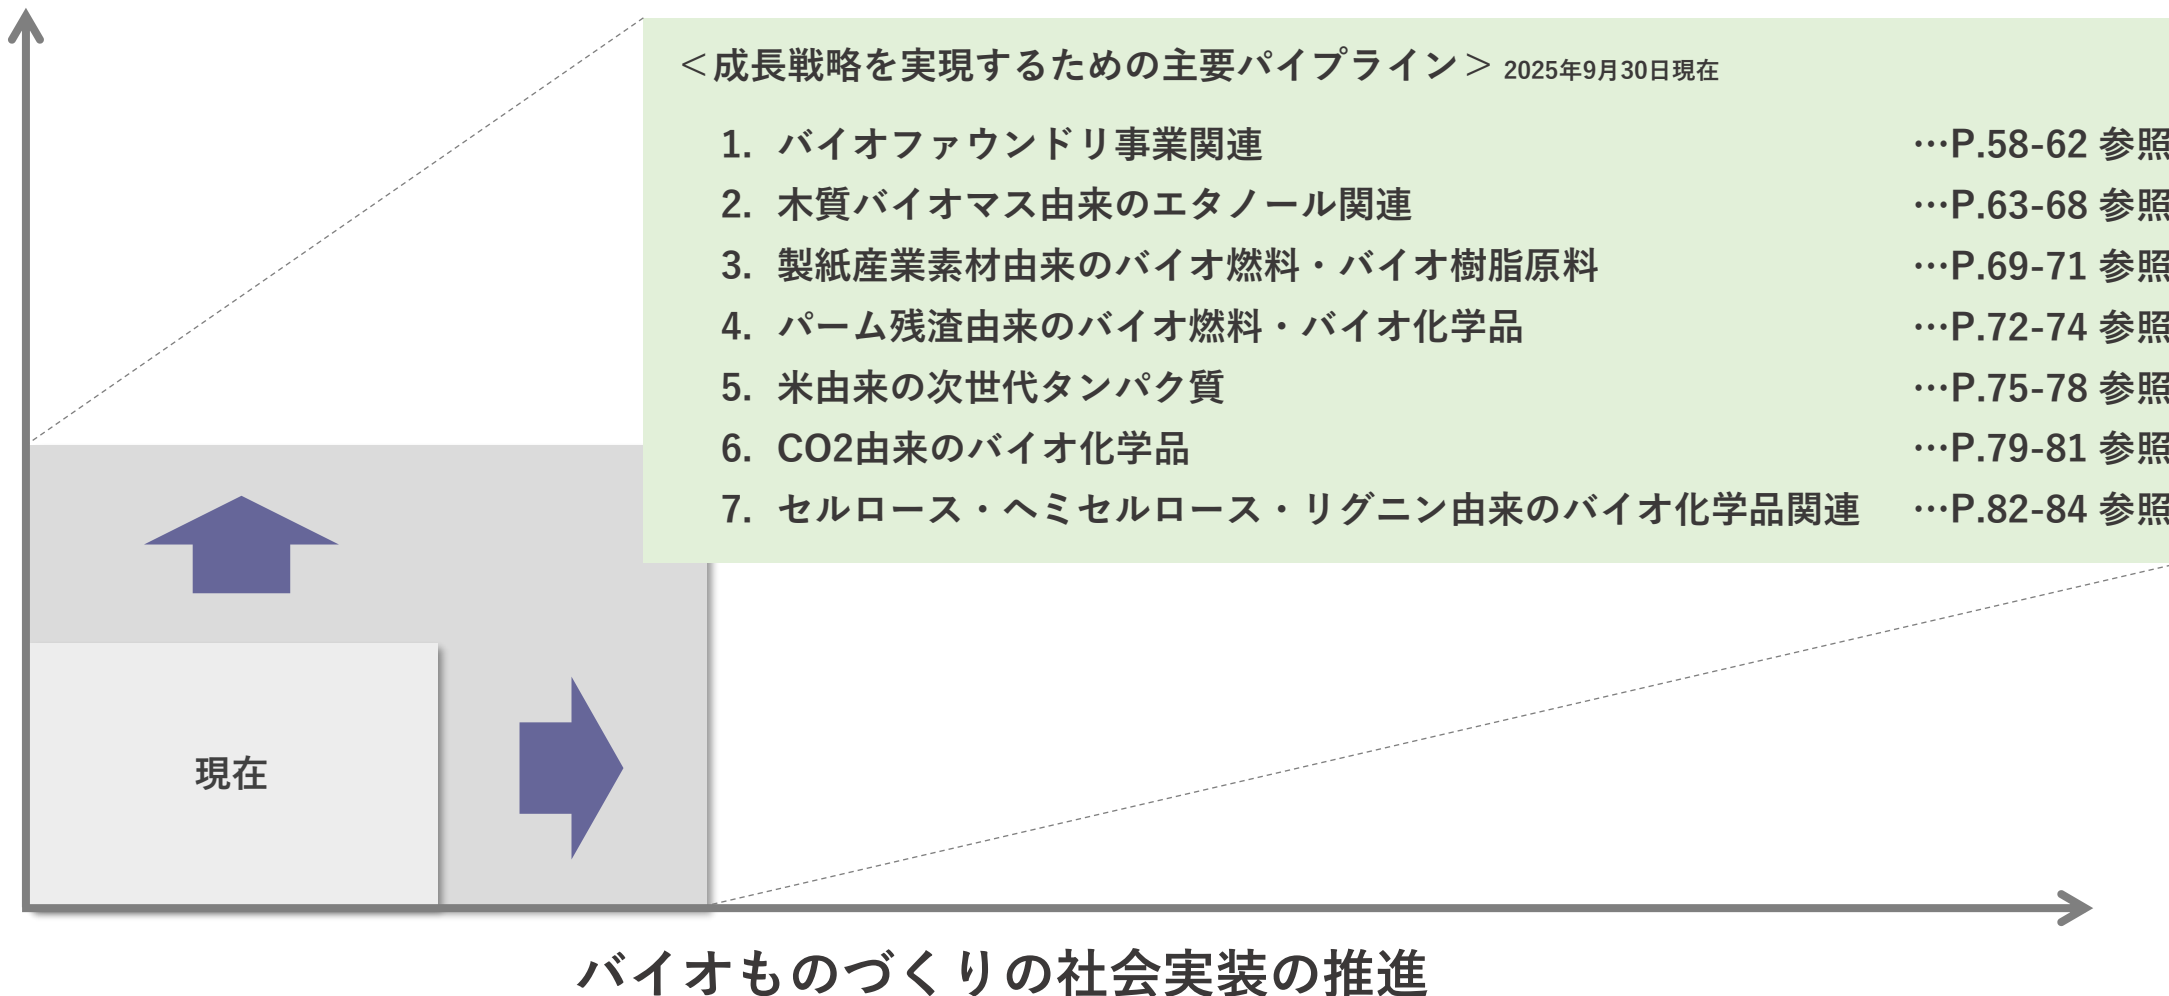 ＜成長戦略を実現するための主要パイプライン＞ 2025年9月30日現在
1. バイオファウンドリ事業関連 …P.58-62 参照
2. 木質バイオマス由来のエタノール関連 …P.63-68 参照
3. 製紙産業素材由来のバイオ燃料・バイオ樹脂原料 …P.69-71 参照
4. パーム残渣由来のバイオ燃料・バイオ化学品 …P.72-74 参照
5. 米由来の次世代タンパク質 …P.75-78 参照
6. CO2由来のバイオ化学品 …P.79-81 参照
7. セルロース・ヘミセルロース・リグニン由来のバイオ化学品関連 …P.82-84 参照
現在
バイオものづくりの社会実装の推進